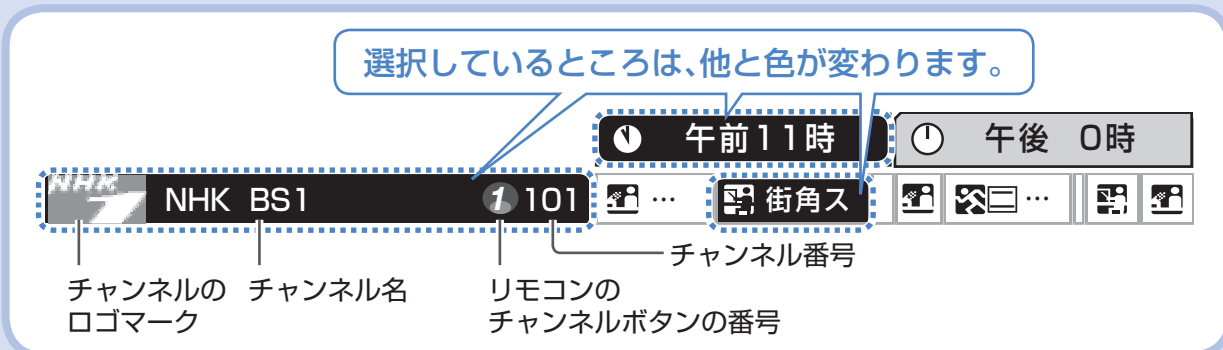 選択しているところは、他と色が変わります。
午前11時 午後 0時
NHK
NHK BS1 1 101 … 街角ス …
チャンネル番号
チャンネルの
ロゴマーク
チャンネル名
リモコンの
チャンネルボタンの番号